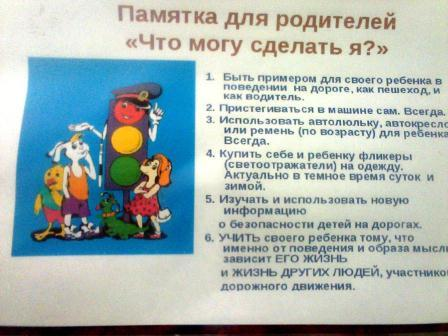 Памятка для родителей
«Что могу сделать я?»
1. Быть примером для своего ребенка в
поведении на дороге, как пешеход, и
как водитель.
2. Пристегиваться в машине сам. Всегда.
3. Использовать автолюльку, автокресло
или ремень (по возрасту) для ребенка
Всегда.
4. Купить себе и ребенку фликеры
(светоотражатели) на одежду.
Актуально в темное время суток и
зимой.
5. Изучать и использовать новую
информацию
о безопасности детей на дорогах.
6. УЧИТЬ своего ребенка тому, что
именно от поведения и образа мысли
зависит ЕГО ЖИЗНЬ
и ЖИЗНЬ ДРУГИХ ЛЮДЕЙ, участников
дорожного движения.